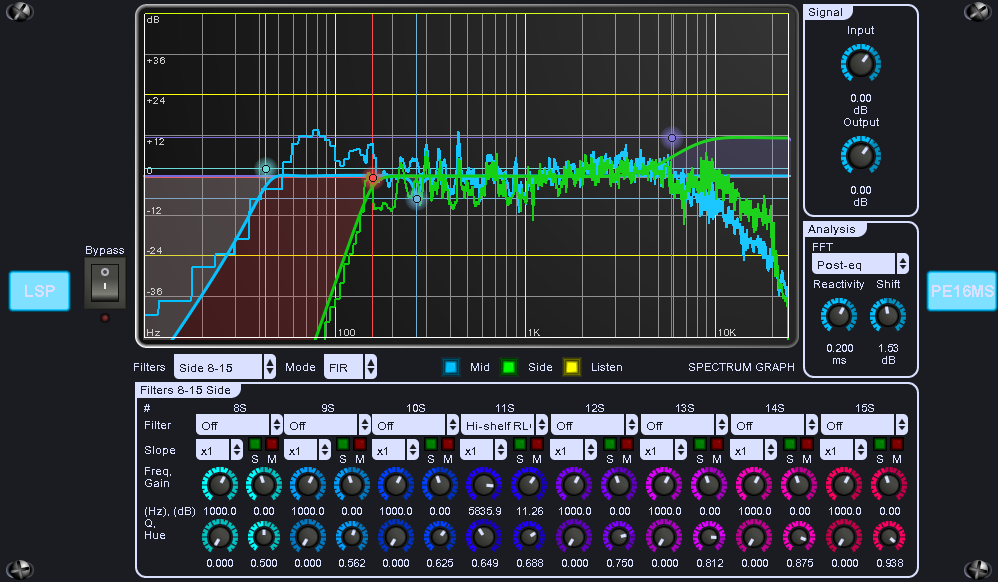 dB
+36
+24
+12
0
-12
-24
-36
Hz
100
1K
10K
Signal
Input
0.00
dB
Output
0.00
dB
Bypass
LSP
PE16MS
Analysis
FFT
Post-eq
Reactivity Shift
0.200 1.53
ms dB
Filters Side 8-15 Mode FIR Mid Side Listen SPECTRUM GRAPH
Filters 8-15 Side
# 8S 9S 10S 11S 12S 13S 14S 15S
Filter Off Off Off Hi-shelf RL Off Off Off Off
Slope x1 x1 x1 x1 x1 x1 x1 x1
S M S M S M S M S M S M S M S M
Freq,
Gain
(Hz), (dB) 1000.0 0.00 1000.0 0.00 1000.0 0.00 5835.9 11.26 1000.0 0.00 1000.0 0.00 1000.0 0.00 1000.0 0.00
Q,
Hue
0.000 0.500 0.000 0.562 0.000 0.625 0.649 0.688 0.000 0.750 0.000 0.812 0.000 0.875 0.000 0.938